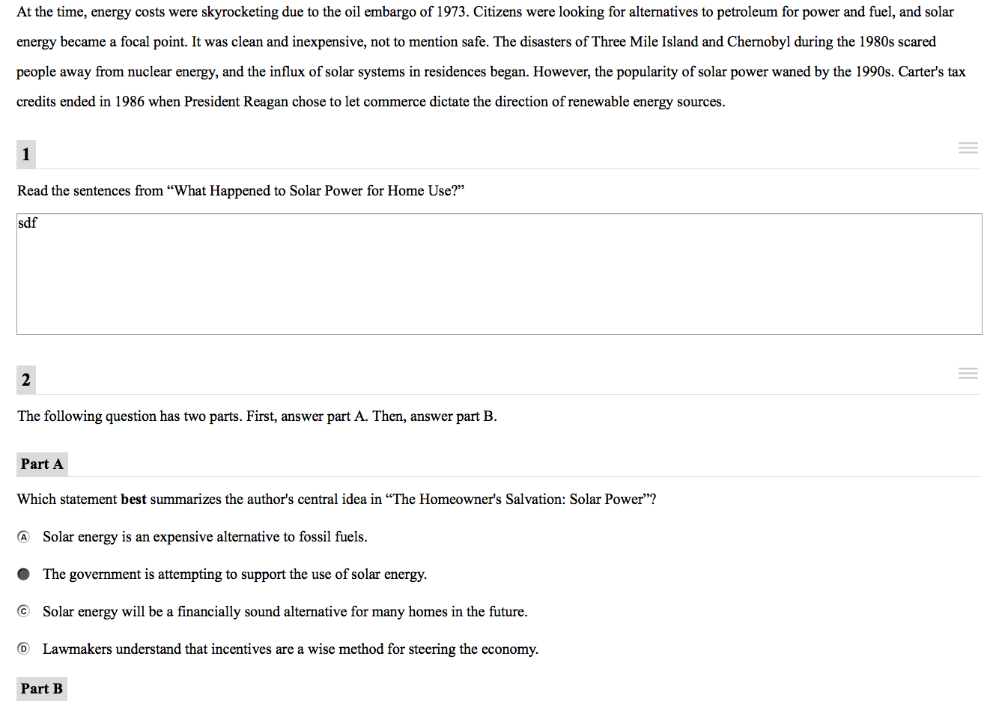 At the time, energy costs were skyrocketing due to the oil embargo of 1973. Citizens were looking for alternatives to petroleum for power and fuel, and solar
energy became a focal point. It was clean and inexpensive, not to mention safe. The disasters of Three Mile Island and Chernobyl during the 1980s scared
people away from nuclear energy, and the influx of solar systems in residences began. However, the popularity of solar power waned by the 1990s. Carter's tax
credits ended in 1986 when President Reagan chose to let commerce dictate the direction of renewable energy sources.
1
Read the sentences from “What Happened to Solar Power for Home Use?”
sdf
2
The following question has two parts. First, answer part A. Then, answer part B.
Part A
Which statement best summarizes the author's central idea in “The Homeowner's Salvation: Solar Power”?
A Solar energy is an expensive alternative to fossil fuels.
The government is attempting to support the use of solar energy.
C Solar energy will be a financially sound alternative for many homes in the future.
D Lawmakers understand that incentives are a wise method for steering the economy.
Part B